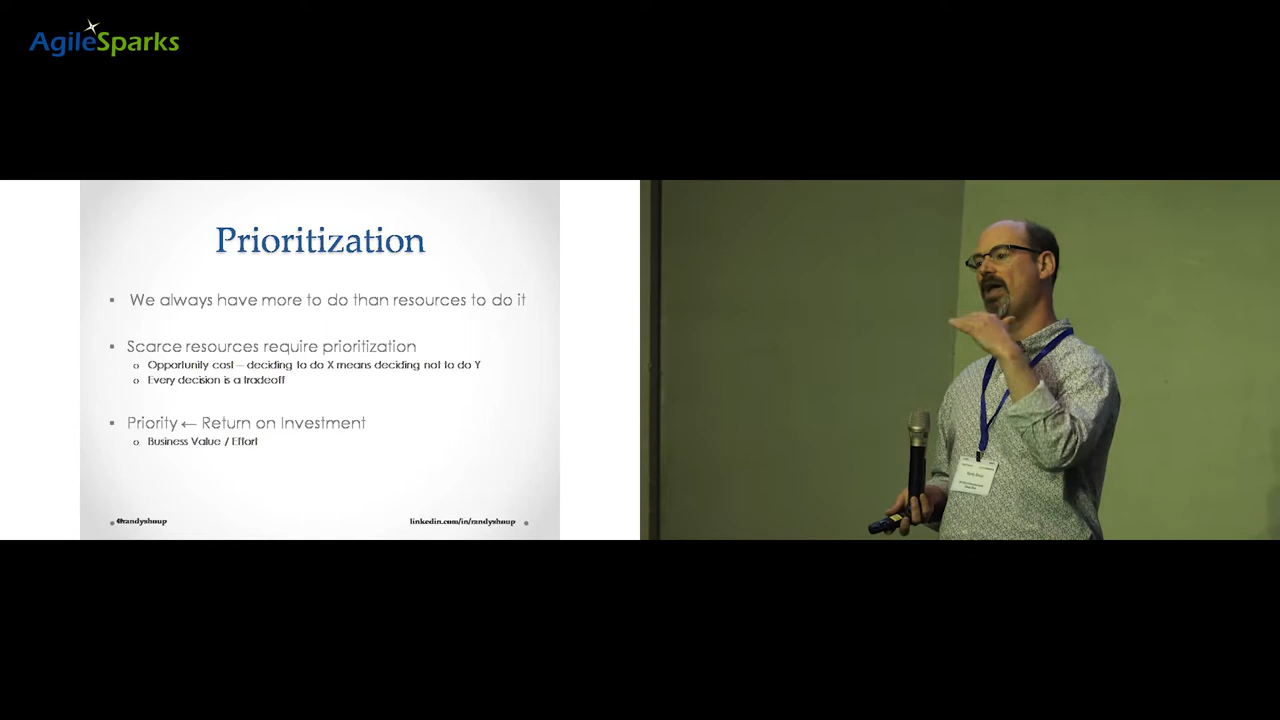 AgileSparks
Prioritization
We always have more to do than resources to do it
Scarce resources require prioritization
Opportunity cost – deciding to do X means deciding not to do Y
Every decision is a tradeoff
Priority ← Return on Investment
Business Value / Effort
@randyshoup
linkedin.com/in/randyshoup
Randy Shoup